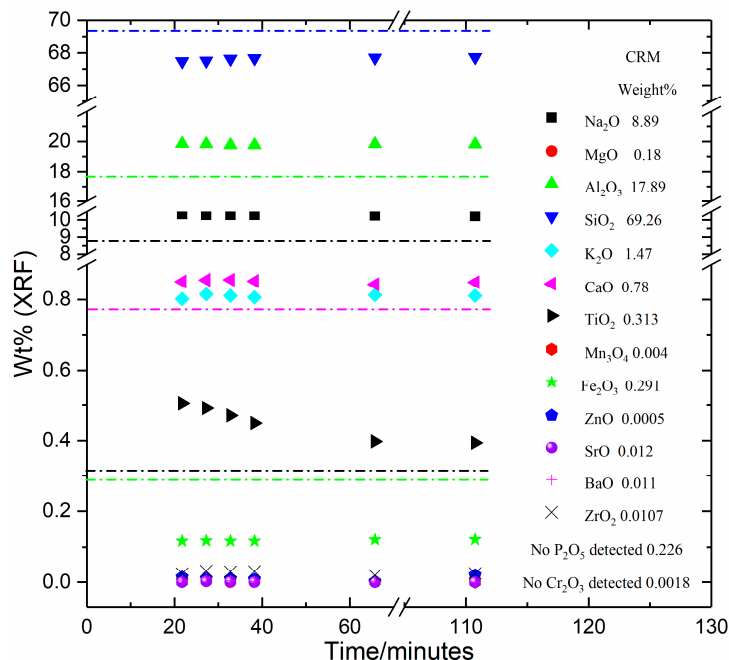 70
68
66
20
18
16
10
9
8
0.8
0.6
0.4
0.2
0.0
Wt% (XRF)
0 20 40 60 110 120 130
Time/minutes
CRM
Weight%
Na₂O 8.89
MgO 0.18
Al₂O₃ 17.89
SiO₂ 69.26
K₂O 1.47
CaO 0.78
TiO₂ 0.313
Mn₃O₄ 0.004
Fe₂O₃ 0.291
ZnO 0.0005
SrO 0.012
BaO 0.011
ZrO₂ 0.0107
No P₂O₅ detected 0.226
No Cr₂O₃ detected 0.0018